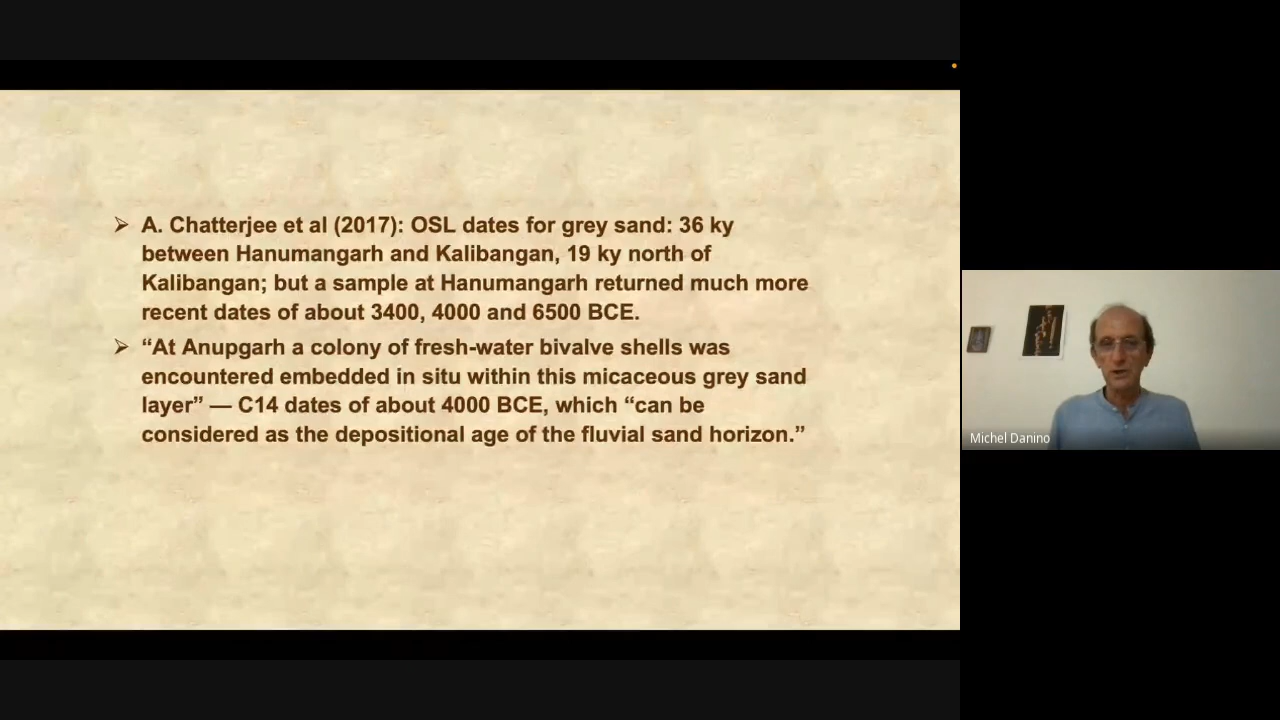 ➢ A. Chatterjee et al (2017): OSL dates for grey sand: 36 ky
between Hanumangarh and Kalibangan, 19 ky north of
Kalibangan; but a sample at Hanumangarh returned much more
recent dates of about 3400, 4000 and 6500 BCE.
➢ “At Anupgarh a colony of fresh-water bivalve shells was
encountered embedded in situ within this micaceous grey sand
layer” — C14 dates of about 4000 BCE, which “can be
considered as the depositional age of the fluvial sand horizon.”
Michel Danino